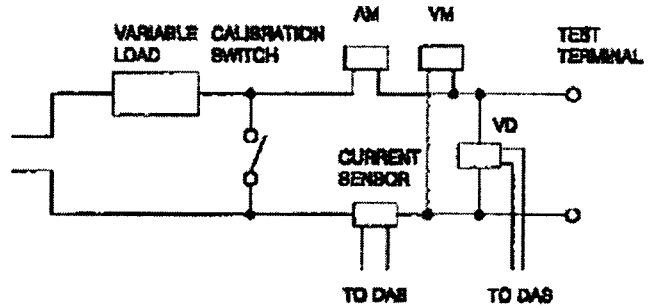 AM VM
VARIABLE CALIBRATION TEST
LOAD SWITCH TERMINAL
VD
CURRENT
SENSOR
TO DAS TO DAS